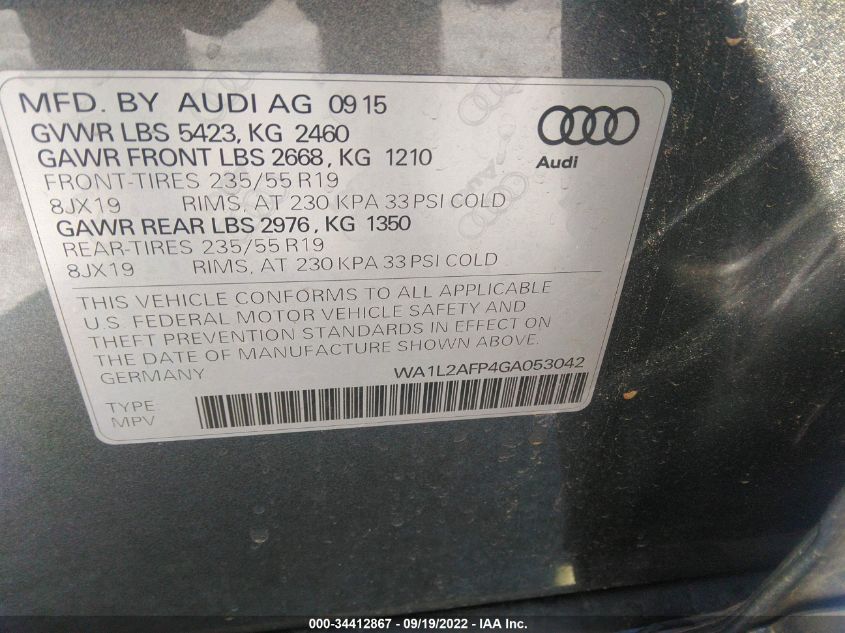 MFD. BY AUDI AG 09 15
GVWR LBS 5423, KG 2460
GAWR FRONT LBS 2668, KG 1210
FRONT-TIRES 235/55 R19
8JX19 RIMS, AT 230 KPA 33 PSI COLD
GAWR REAR LBS 2976, KG 1350
REAR-TIRES 235/55 R19
8JX19 RIMS, AT 230 KPA 33 PSI COLD
Audi
THIS VEHICLE CONFORMS TO ALL APPLICABLE
U.S. FEDERAL MOTOR VEHICLE SAFETY AND
THEFT PREVENTION STANDARDS IN EFFECT ON
THE DATE OF MANUFACTURE SHOWN ABOVE.
GERMANY WA1L2AFP4GA053042
TYPE
MPV
000-34412867 - 09/19/2022 - IAA Inc.